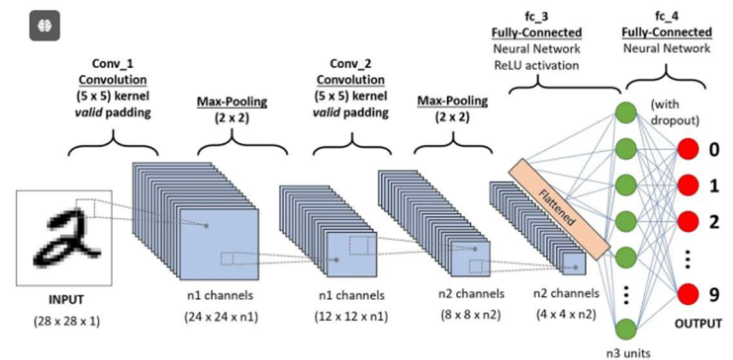 Conv_1
Convolution
(5 x 5) kernel
valid padding
Max-Pooling
(2 x 2)
Conv_2
Convolution
(5 x 5) kernel
valid padding
Max-Pooling
(2 x 2)
fc_3
Fully-Connected
Neural Network
ReLU activation
fc_4
Fully-Connected
Neural Network
(with
dropout)
2
Flattened
0
1
2
9
INPUT
(28 x 28 x 1)
n1 channels
(24 x 24 x n1)
n1 channels
(12 x 12 x n1)
n2 channels
(8 x 8 x n2)
n2 channels
(4 x 4 x n2)
OUTPUT
n3 units